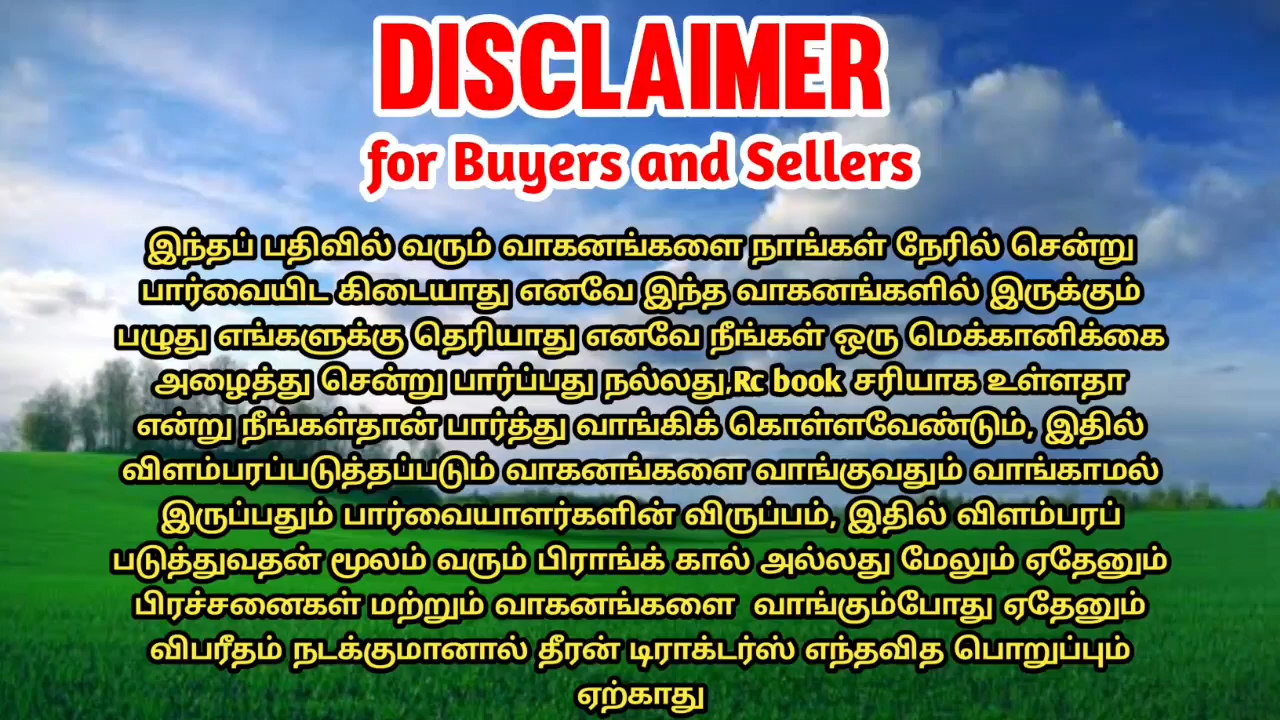 DISCLAIMER
for Buyers and Sellers
இந்தப் பதிவில் வரும் வாகனங்களை நாங்கள் நேரில் சென்று
பார்வையிட கிடையாது எனவே இந்த வாகனங்களில் இருக்கும்
பழுது எங்களுக்கு தெரியாது எனவே நீங்கள் ஒரு மெக்கானிக்கை
அழைத்து சென்று பார்ப்பது நல்லது,Rc book சரியாக உள்ளதா
என்று நீங்கள்தான் பார்த்து வாங்கிக் கொள்ளவேண்டும், இதில்
விளம்பரப்படுத்தப்படும் வாகனங்களை வாங்குவதும் வாங்காமல்
இருப்பதும் பார்வையாளர்களின் விருப்பம், இதில் விளம்பரப்
படுத்துவதன் மூலம் வரும் பிராங்க் கால் அல்லது மேலும் ஏதேனும்
பிரச்சனைகள் மற்றும் வாகனங்களை வாங்கும்போது ஏதேனும்
விபரீதம் நடக்குமானால் தீரன் டிராக்டர்ஸ் எந்தவித பொறுப்பும்
ஏற்காது